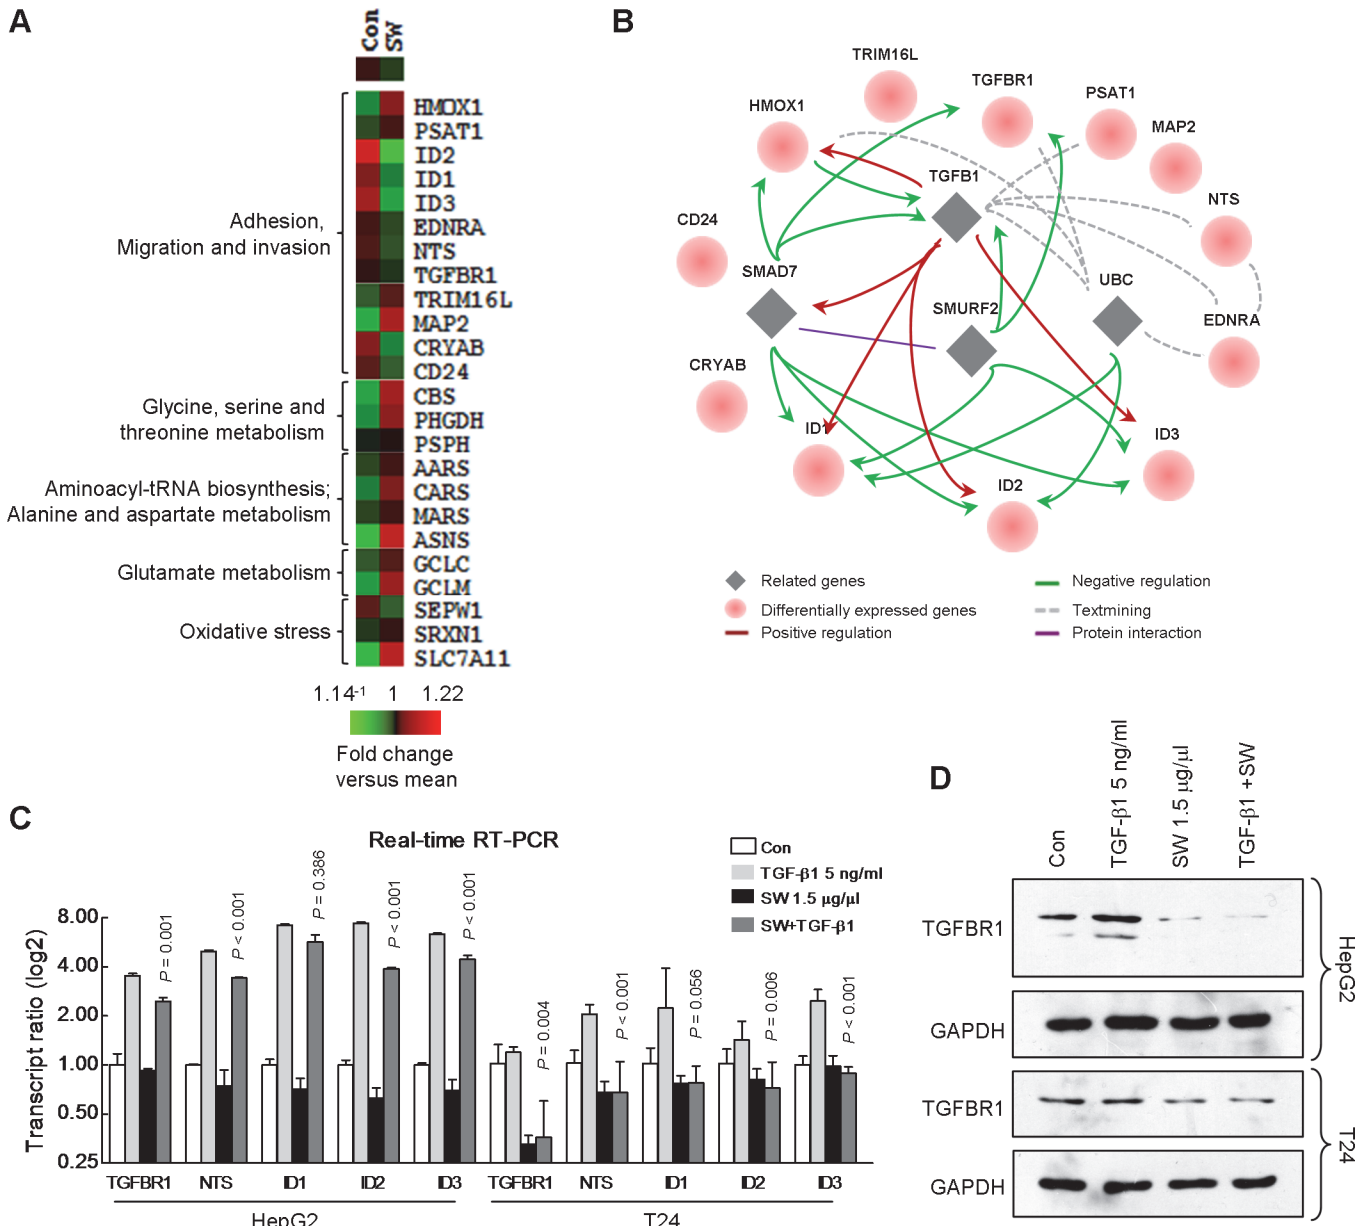 A
Con
SW
HMOX1
PSAT1
ID2
ID1
ID3
EDNRA
NTS
TGFBR1
TRIM16L
MAP2
CRYAB
CD24
CBS
PHGDH
PSPH
AARS
CARS
MARS
ASNS
GCLC
GCLM
SEPW1
SRXN1
SLC7A11
Adhesion,
Migration and invasion
Glycine, serine and
threonine metabolism
Aminoacyl-tRNA biosynthesis;
Alanine and aspartate metabolism
Glutamate metabolism
Oxidative stress
1.14-1 1 1.22
Fold change
versus mean
B
TRIM16L
TGFBR1
HMOX1
PSAT1
MAP2
TGFB1
NTS
CD24
SMAD7
UBC
SMURF2
EDNRA
CRYAB
ID1
ID3
ID2
Related genes
Differentially expressed genes
Positive regulation
Negative regulation
Textmining
Protein interaction
C
Real-time RT-PCR
Con
TGF-β1 5 ng/ml
SW 1.5 µg/µl
SW+TGF-β1
Transcript ratio (log2)
8.00
4.00
2.00
1.00
0.50
0.25
P = 0.001
P < 0.001
P = 0.386
P < 0.001
P < 0.001
P = 0.004
P < 0.001
P = 0.056
P = 0.006
P < 0.001
TGFBR1 NTS ID1 ID2 ID3 TGFBR1 NTS ID1 ID2 ID3
HepG2 T24
D
Con
TGF-β1 5 ng/ml
SW 1.5 µg/µl
TGF-β1 +SW
TGFBR1
GAPDH
HepG2
TGFBR1
GAPDH
T24